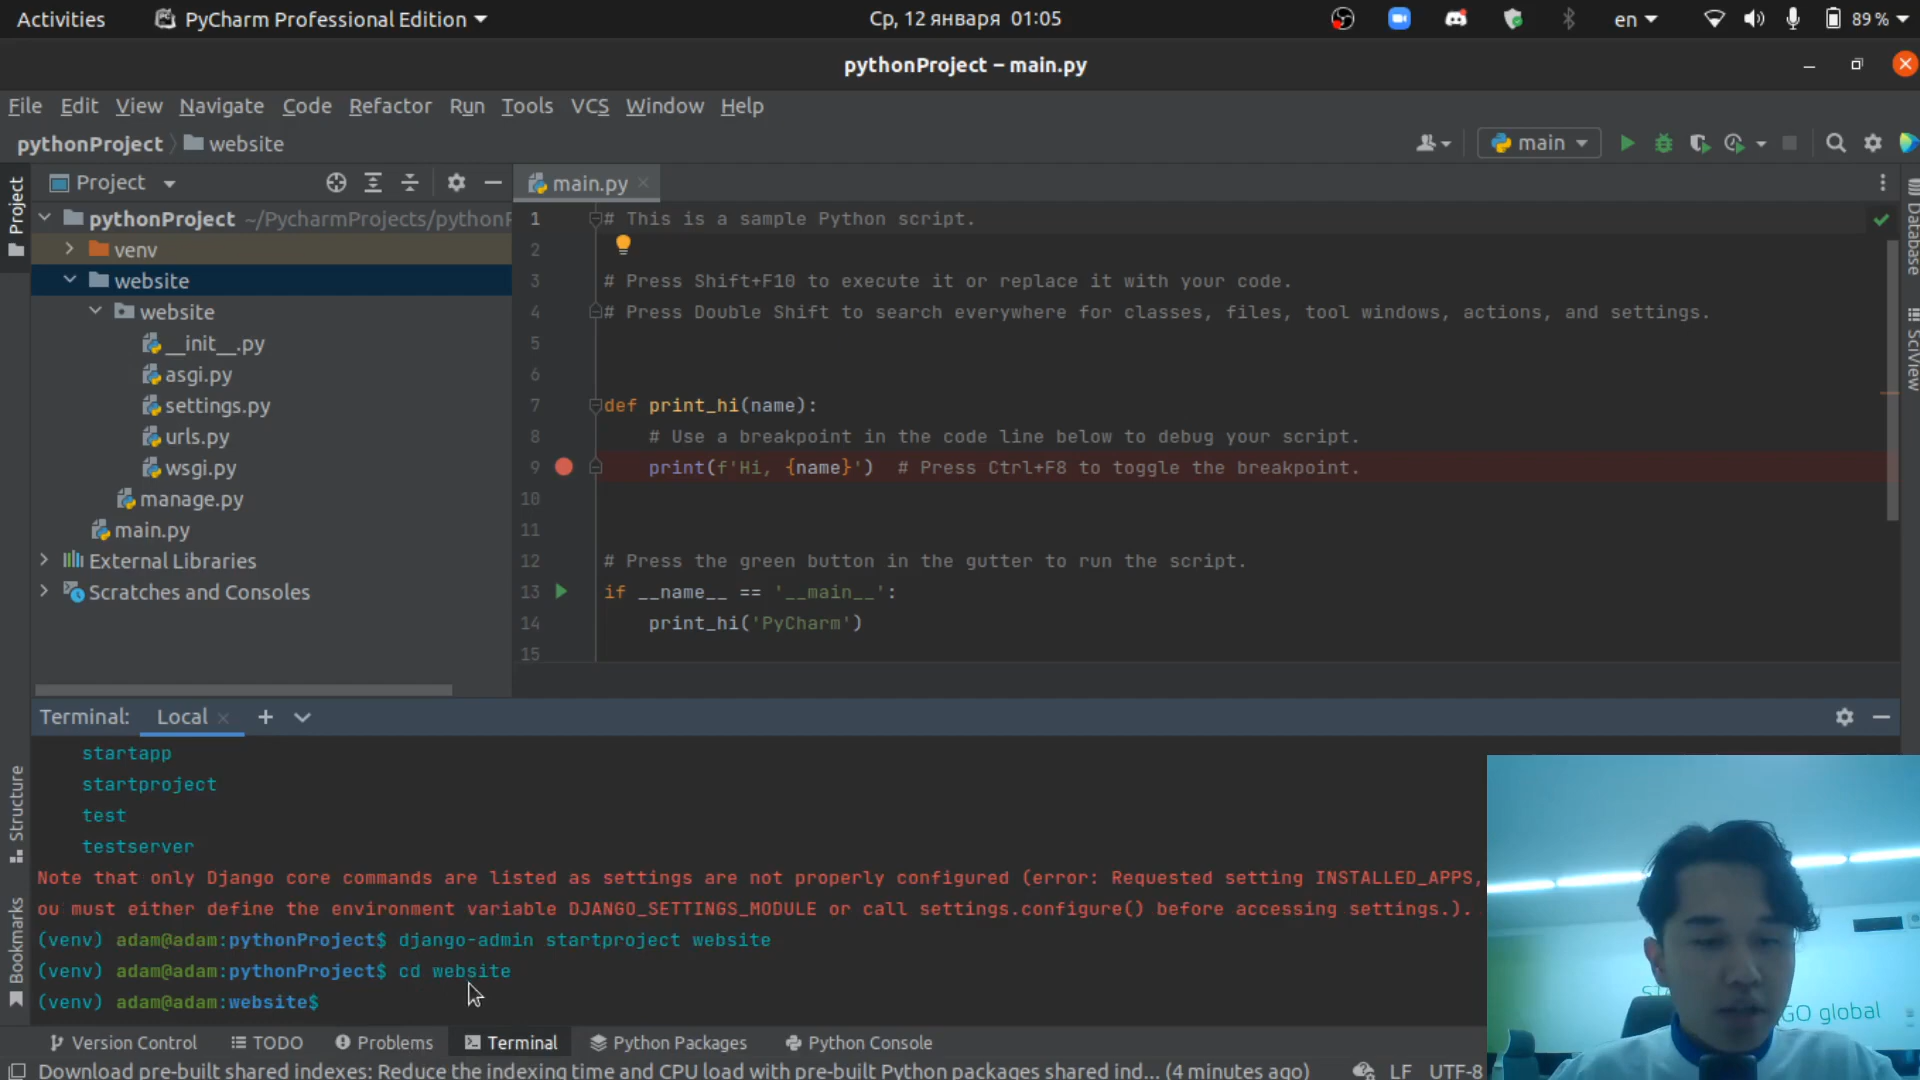 Activities
PyCharm Professional Edition
Ср, 12 января 01:05
en
89 %
pythonProject – main.py
File Edit View Navigate Code Refactor Run Tools VCS Window Help
pythonProject website
main
Project
main.py
Project
pythonProject ~/PycharmProjects/pythonP
venv
website
website
__init__.py
asgi.py
settings.py
urls.py
wsgi.py
manage.py
main.py
External Libraries
Scratches and Consoles
1 # This is a sample Python script.
2
3 # Press Shift+F10 to execute it or replace it with your code.
4 # Press Double Shift to search everywhere for classes, files, tool windows, actions, and settings.
5
6
7 def print_hi(name):
8 # Use a breakpoint in the code line below to debug your script.
9 print(f'Hi, {name}') # Press Ctrl+F8 to toggle the breakpoint.
10
11
12 # Press the green button in the gutter to run the script.
13 if __name__ == '__main__':
14 print_hi('PyCharm')
15
Database
SciView
Structure
Bookmarks
Terminal: Local
startapp
startproject
test
testserver
Note that only Django core commands are listed as settings are not properly configured (error: Requested setting INSTALLED_APPS,
ou must either define the environment variable DJANGO_SETTINGS_MODULE or call settings.configure() before accessing settings.).
(venv) adam@adam:pythonProject$ django-admin startproject website
(venv) adam@adam:pythonProject$ cd website
(venv) adam@adam:website$
GO global
Version Control TODO Problems Terminal Python Packages Python Console
Download pre-built shared indexes: Reduce the indexing time and CPU load with pre-built Python packages shared ind... (4 minutes ago)
LF UTF-8